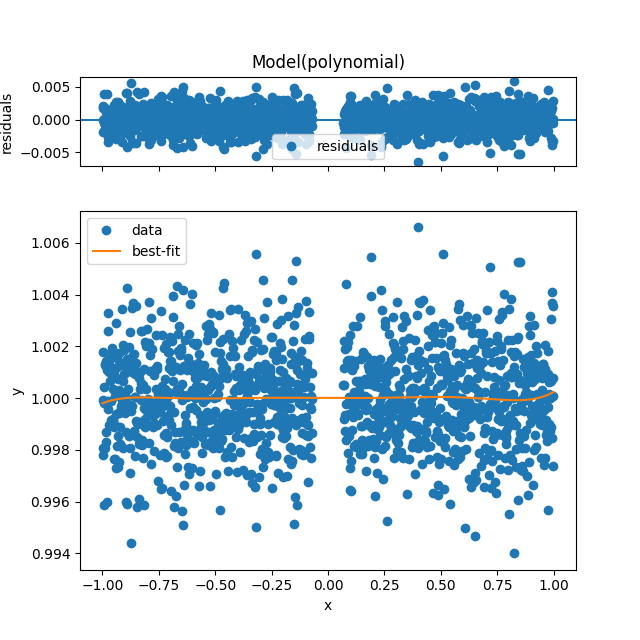 Model(polynomial)
0.005
0.000
−0.005
residuals
residuals
1.006
1.004
1.002
1.000
0.998
0.996
0.994
y
data
best-fit
−1.00 −0.75 −0.50 −0.25 0.00 0.25 0.50 0.75 1.00
x